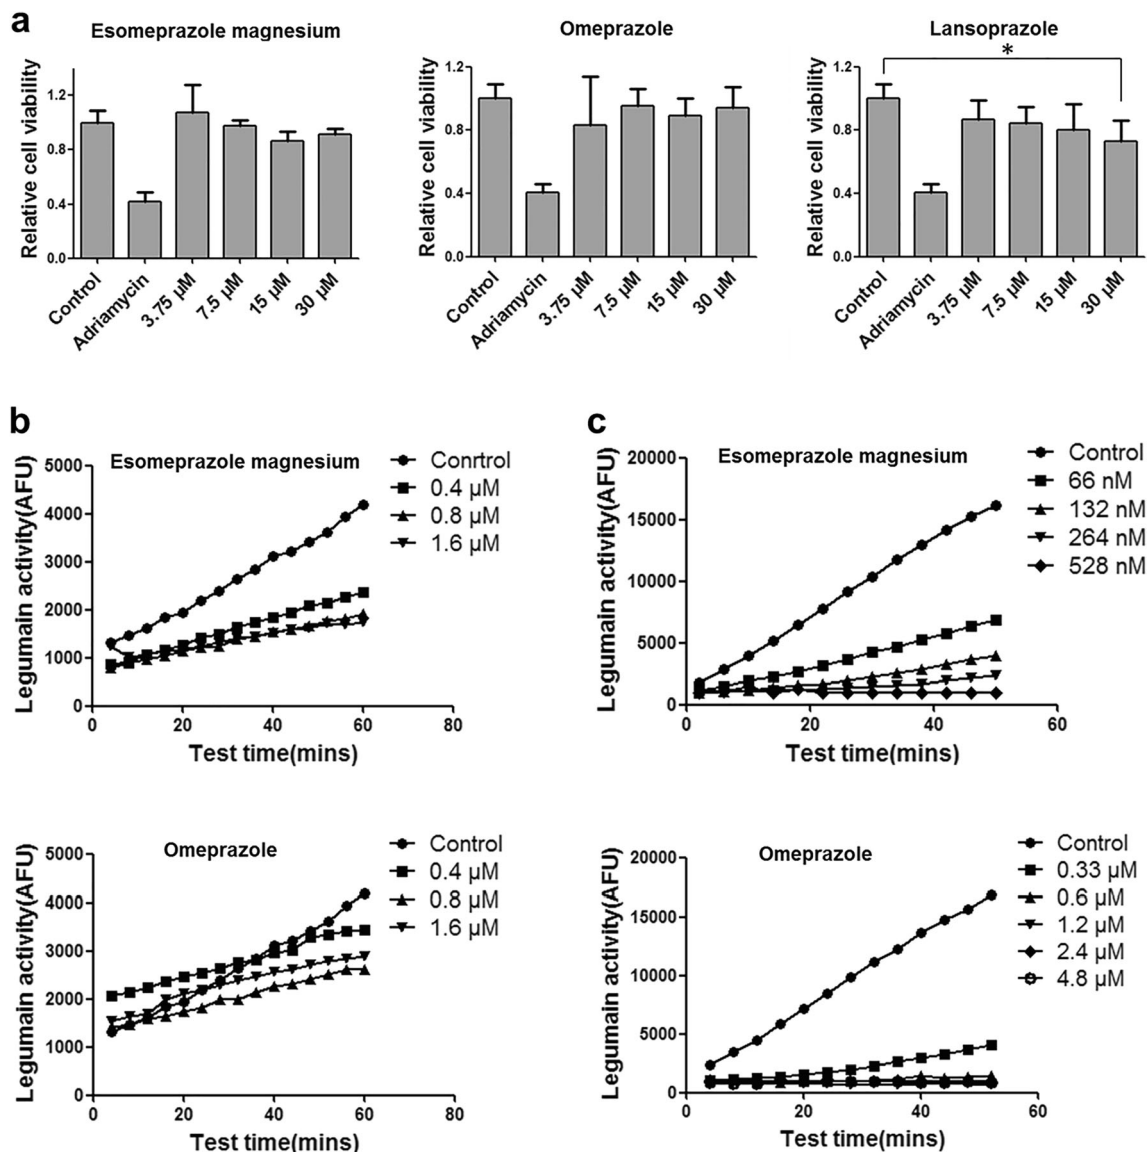 a
Esomeprazole magnesium
Relative cell viability
1.2
0.8
0.4
0.0
Control
Adriamycin
3.75 µM
7.5 µM
15 µM
30 µM
Omeprazole
Relative cell viability
1.2
0.8
0.4
0.0
Control
Adriamycin
3.75 µM
7.5 µM
15 µM
30 µM
Lansoprazole
*
Relative cell viability
1.2
0.8
0.4
0.0
Control
Adriamycin
3.75 µM
7.5 µM
15 µM
30 µM
b
Esomeprazole magnesium
Legumain activity(AFU)
5000
4000
3000
2000
1000
0
0 20 40 60 80
Test time(mins)
Conrtrol
0.4 µM
0.8 µM
1.6 µM
Omeprazole
Legumain activity(AFU)
5000
4000
3000
2000
1000
0
0 20 40 60 80
Test time(mins)
Control
0.4 µM
0.8 µM
1.6 µM
c
Esomeprazole magnesium
Legumain activity(AFU)
20000
15000
10000
5000
0
0 20 40 60
Test time(mins)
Control
66 nM
132 nM
264 nM
528 nM
Omeprazole
Legumain activity(AFU)
20000
15000
10000
5000
0
0 20 40 60
Test time(mins)
Control
0.33 µM
0.6 µM
1.2 µM
2.4 µM
4.8 µM